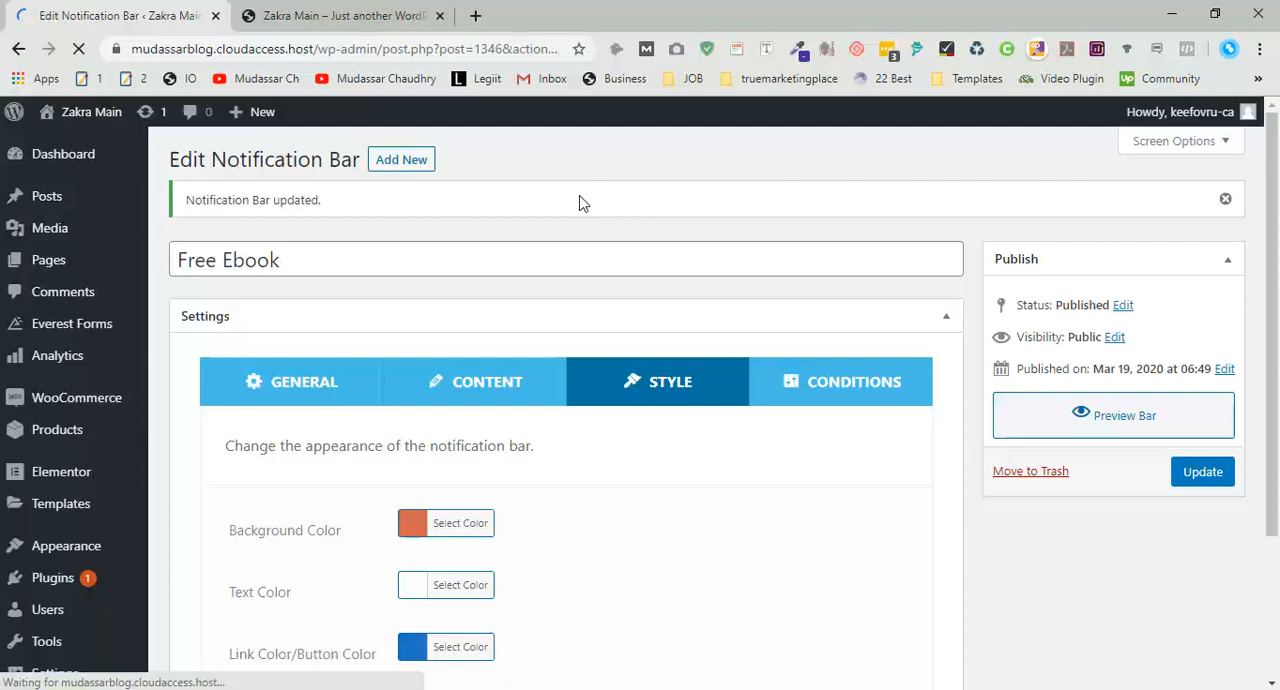 Edit Notification Bar ‹ Zakra Main
Zakra Main – Just another WordP
mudassarblog.cloudaccess.host/wp-admin/post.php?post=1346&action...
Apps
1
2
IO
Mudassar Ch
Mudassar Chaudhry
Legiit
Inbox
Business
JOB
truemarketingplace
22 Best
Templates
Video Plugin
Community
»
Zakra Main
1
0
New
Howdy, keefovru-ca
Screen Options
Dashboard
Posts
Media
Pages
Comments
Everest Forms
Analytics
WooCommerce
Products
Elementor
Templates
Appearance
Plugins 1
Users
Tools
Settings
Edit Notification Bar
Add New
Notification Bar updated.
Free Ebook
Settings
GENERAL
CONTENT
STYLE
CONDITIONS
Change the appearance of the notification bar.
Background Color
Select Color
Text Color
Select Color
Link Color/Button Color
Select Color
Publish
Status: Published Edit
Visibility: Public Edit
Published on: Mar 19, 2020 at 06:49 Edit
Preview Bar
Move to Trash
Update
Waiting for mudassarblog.cloudaccess.host...